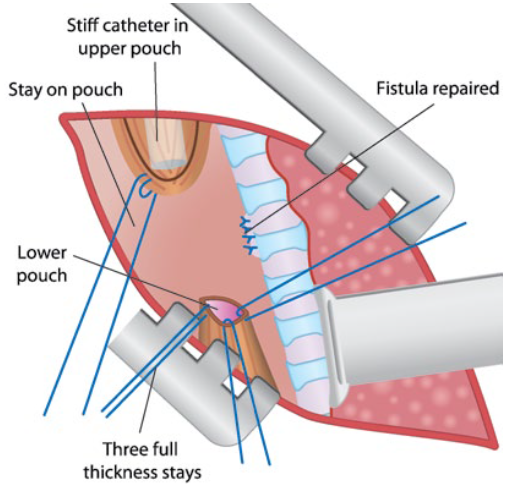 Stiff catheter in
upper pouch
Stay on pouch
Fistula repaired
Lower
pouch
Three full
thickness stays